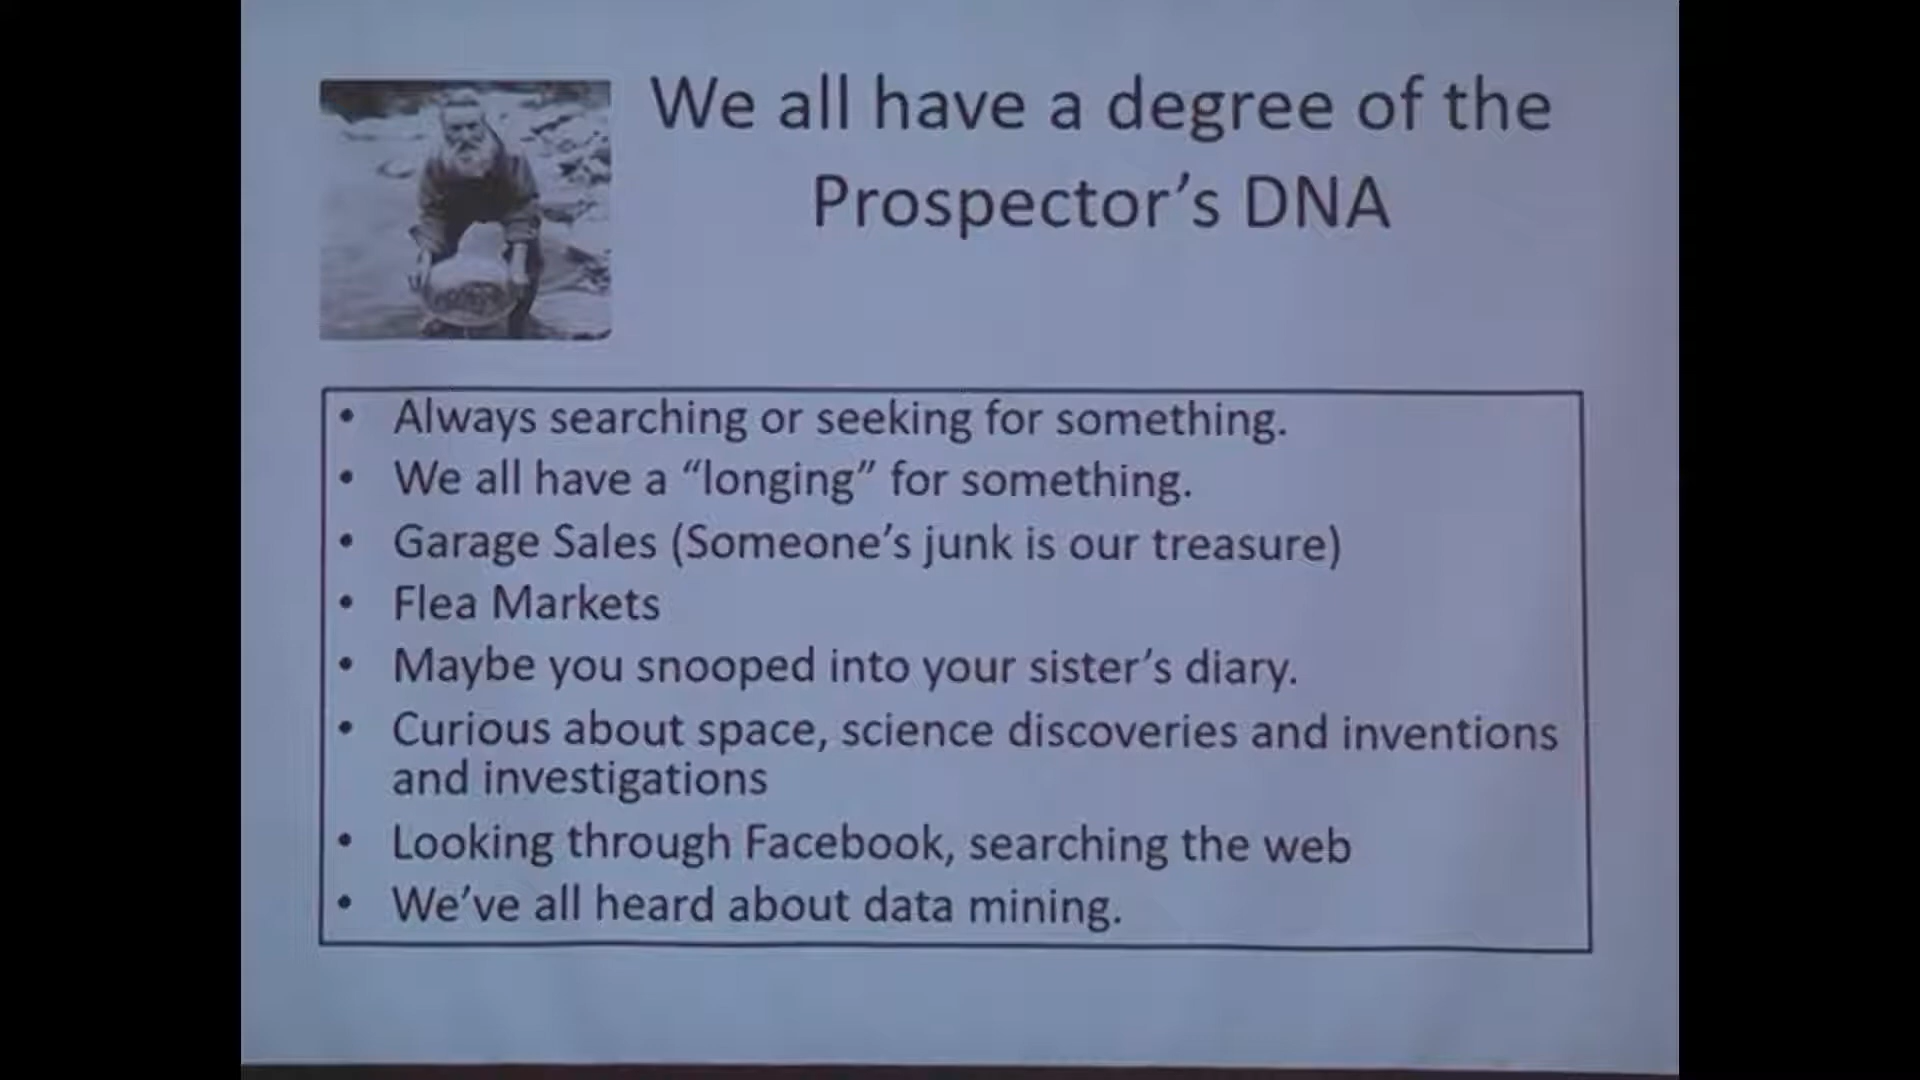 We all have a degree of the
Prospector's DNA
• Always searching or seeking for something.
• We all have a “longing” for something.
• Garage Sales (Someone's junk is our treasure)
• Flea Markets
• Maybe you snooped into your sister's diary.
• Curious about space, science discoveries and inventions
and investigations
• Looking through Facebook, searching the web
• We've all heard about data mining.